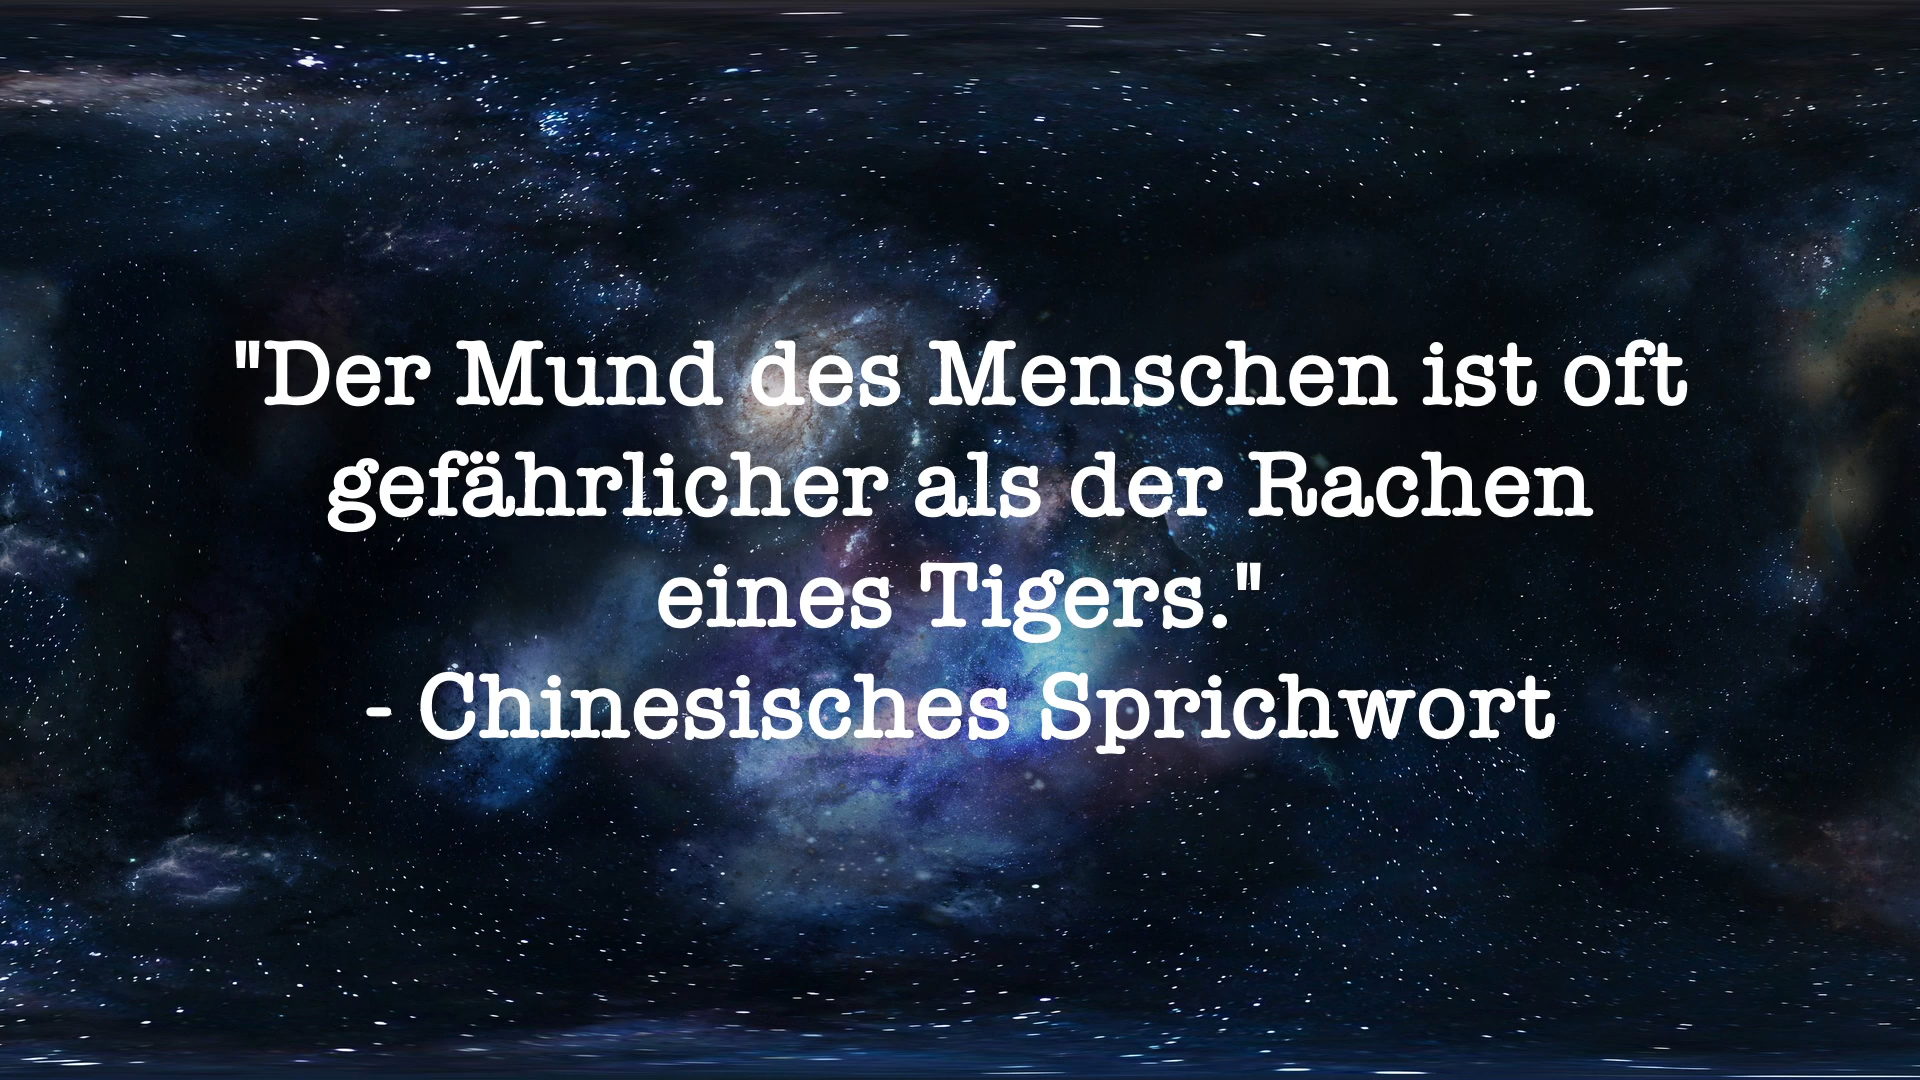 "Der Mund des Menschen ist oft
gefährlicher als der Rachen
eines Tigers."
- Chinesisches Sprichwort